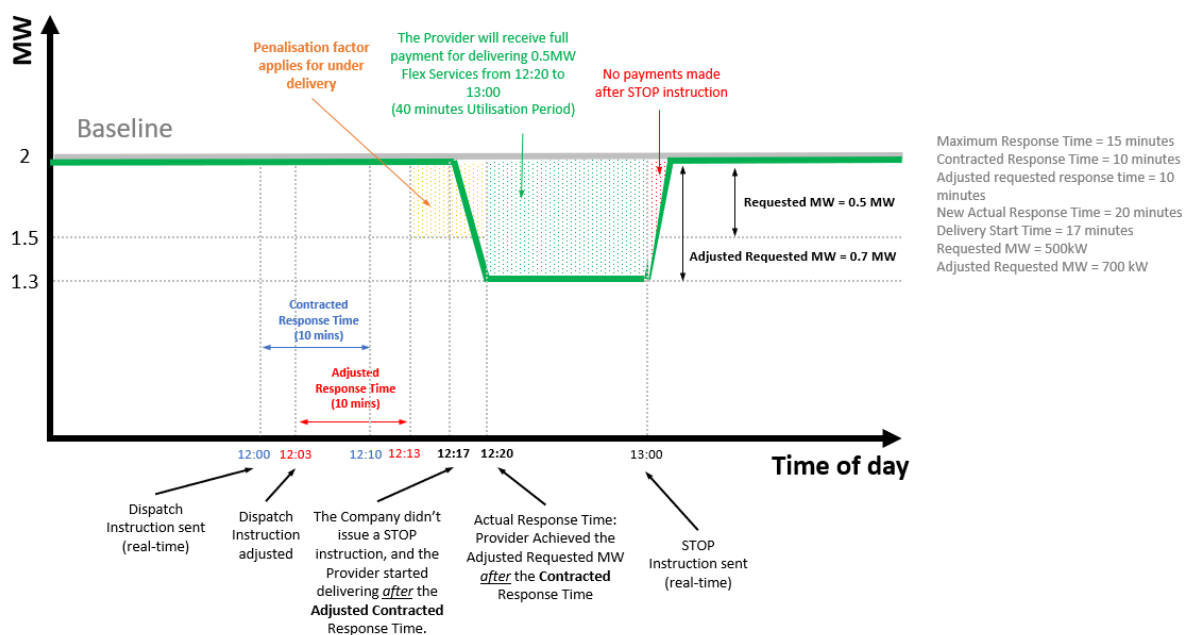 MW
Penalisation factor
applies for under
delivery
The Provider will receive full
payment for delivering 0.5MW
Flex Services from 12:20 to
13:00
(40 minutes Utilisation Period)
No payments made
after STOP instruction
Baseline
2
1.5
1.3
Requested MW = 0.5 MW
Adjusted Requested MW = 0.7 MW
Maximum Response Time = 15 minutes
Contracted Response Time = 10 minutes
Adjusted requested response time = 10
minutes
New Actual Response Time = 20 minutes
Delivery Start Time = 17 minutes
Requested MW = 500kW
Adjusted Requested MW = 700 kW
Contracted
Response Time
(10 mins)
Adjusted
Response Time
(10 mins)
12:00 12:03 12:10 12:13 12:17 12:20 13:00
Time of day
Dispatch
Instruction sent
(real-time)
Dispatch
Instruction
adjusted
The Company didn't
issue a STOP
instruction, and the
Provider started
delivering after the
Adjusted Contracted
Response Time.
Actual Response Time:
Provider Achieved the
Adjusted Requested MW
after the Contracted
Response Time
STOP
Instruction sent
(real-time)